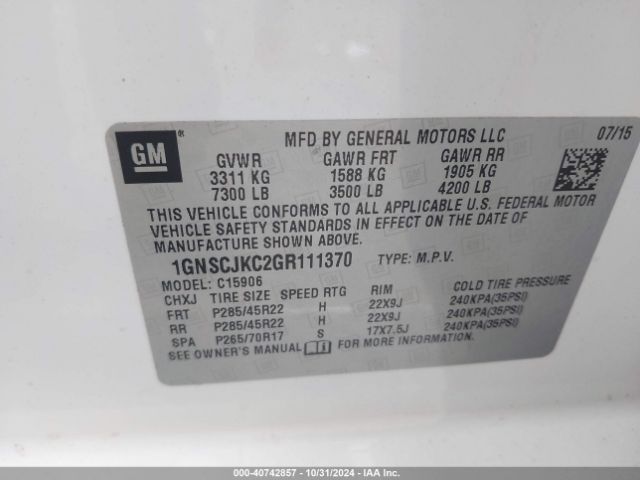 GM ® MFD BY GENERAL MOTORS LLC 07/15
GVWR GAWR FRT GAWR RR
3311 KG 1588 KG 1905 KG
7300 LB 3500 LB 4200 LB
THIS VEHICLE CONFORMS TO ALL APPLICABLE U.S. FEDERAL MOTOR
VEHICLE SAFETY STANDARDS IN EFFECT ON THE DATE OF
MANUFACTURE SHOWN ABOVE.
1GNSCJKC2GR111370 TYPE: M.P.V.
MODEL: C15906
CHXJ TIRE SIZE SPEED RTG RIM COLD TIRE PRESSURE
FRT P285/45R22 H 22X9J 240KPA(35PSI)
RR P285/45R22 H 22X9J 240KPA(35PSI)
SPA P265/70R17 S 17X7.5J 240KPA(35PSI)
SEE OWNER'S MANUAL FOR MORE INFORMATION.
000-40742857 - 10/31/2024 - IAA